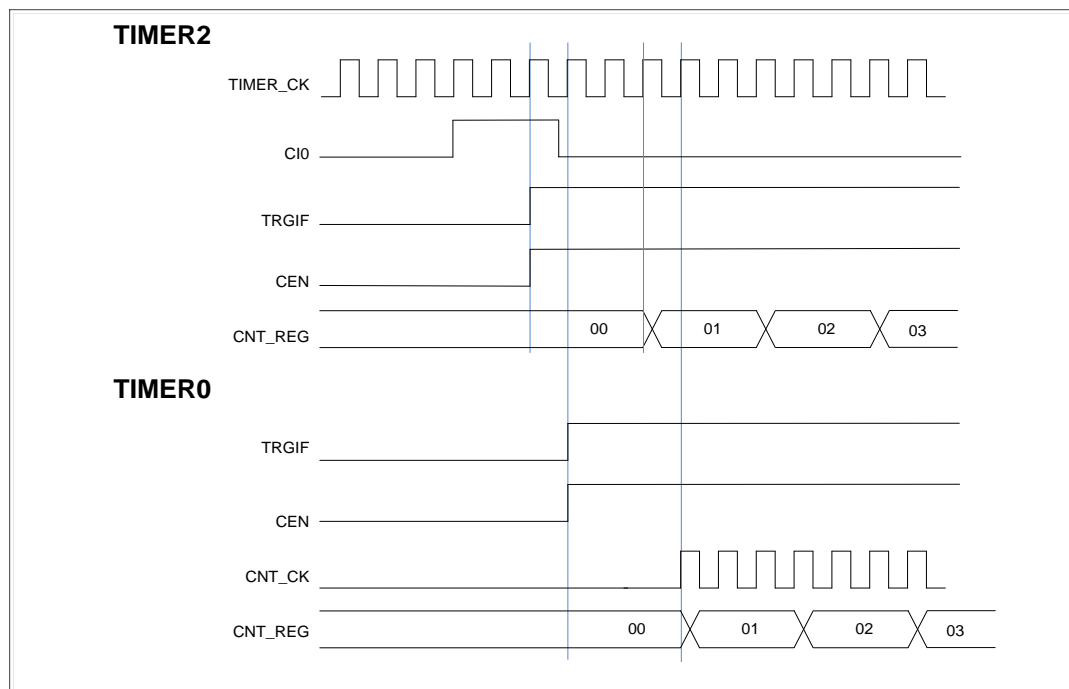 TIMER2
TIMER_CK
CI0
TRGIF
CEN
CNT_REG 00 01 02 03
TIMER0
TRGIF
CEN
CNT_CK
CNT_REG 00 01 02 03